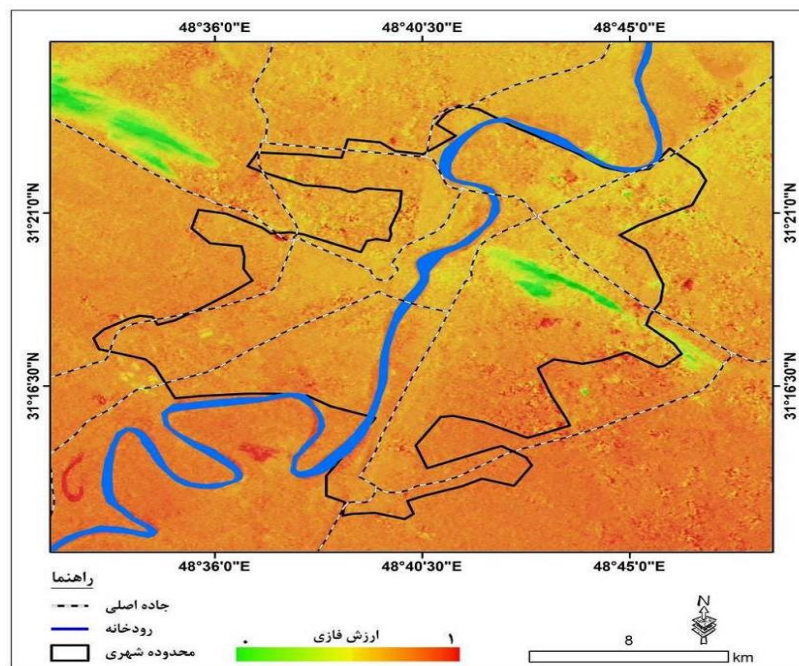 48°36'0"E 48°40'30"E 48°45'0"E
31°21'0"N 31°21'0"N
31°16'30"N 31°16'30"N
48°36'0"E 48°40'30"E 48°45'0"E
راهنما
جاده اصلی
رودخانه
محدوده شهری
۰ ارزش فازی ۱
N
8
km